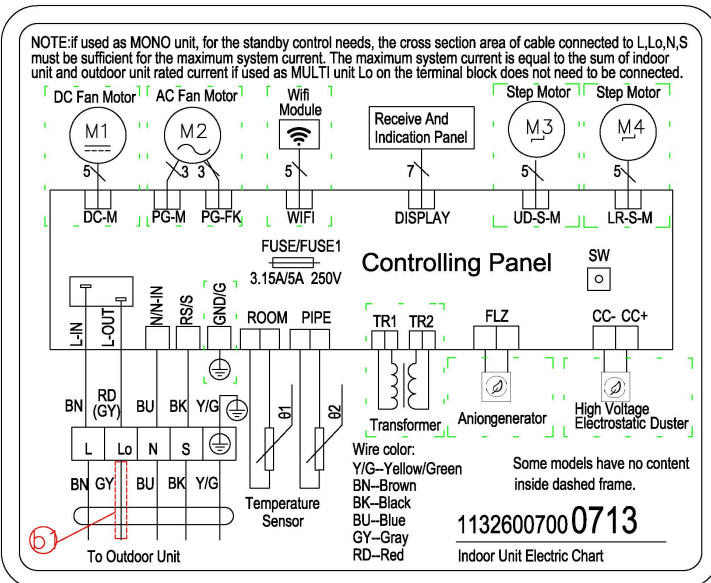 NOTE:if used as MONO unit, for the standby control needs, the cross section area of cable connected to L,Lo,N,S
must be sufficient for the maximum system current. The maximum system current is equal to the sum of indoor
unit and outdoor unit rated current if used as MULTI unit Lo on the terminal block does not need to be connected.
DC Fan Motor
AC Fan Motor
Wifi
Module
Receive And
Indication Panel
Step Motor
Step Motor
M1
M2
M3
M4
5
3
3
5
7
5
5
DC-M
PG-M
PG-FK
WIFI
DISPLAY
UD-S-M
LR-S-M
FUSE/FUSE1
3.15A/5A 250V
Controlling Panel
SW
L-IN
L-OUT
N/N-IN
RS/S
GND/G
ROOM
PIPE
TR1
TR2
FLZ
CC- CC+
BN
RD
(GY)
BU
BK
Y/G
θ1
θ2
Transformer
Aniongenerator
High Voltage
Electrostatic Duster
L
Lo
N
S
BN
GY
BU
BK
Y/G
Temperature
Sensor
b1
To Outdoor Unit
Wire color:
Y/G--Yellow/Green
BN--Brown
BK--Black
BU--Blue
GY--Gray
RD--Red
Some models have no content
inside dashed frame.
1132600700 0713
Indoor Unit Electric Chart